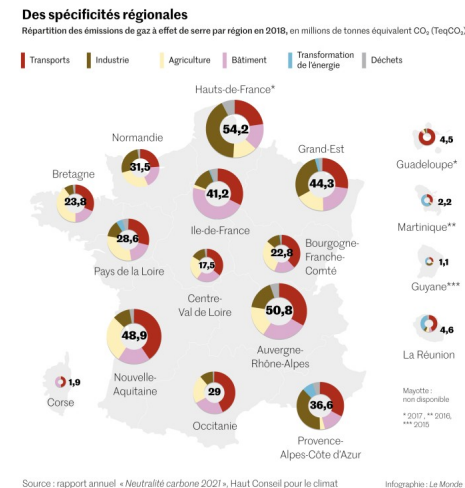 Des spécificités régionales
Répartition des émissions de gaz à effet de serre par région en 2018, en millions de tonnes équivalent CO₂ (TeqCO₂)
Transports
Industrie
Agriculture
Bâtiment
Transformation
de l'énergie
Déchets
Hauts-de-France*
54,2
Normandie
31,5
Grand-Est
44,3
4,5
Guadeloupe*
Bretagne
23,8
41,2
Ile-de-France
2,2
Martinique**
28,6
Pays de la Loire
22,8
Bourgogne-
Franche-
Comté
17,5
Centre-
Val de Loire
1,1
Guyane***
50,8
Auvergne-
Rhône-Alpes
48,9
Nouvelle-
Aquitaine
4,6
La Réunion
1,9
Corse
29
Occitanie
36,6
Provence-
Alpes-Côte d'Azur
Mayotte :
non disponible
* 2017, ** 2016,
*** 2015
Source : rapport annuel « Neutralité carbone 2021 », Haut Conseil pour le climat
Infographie : Le Monde